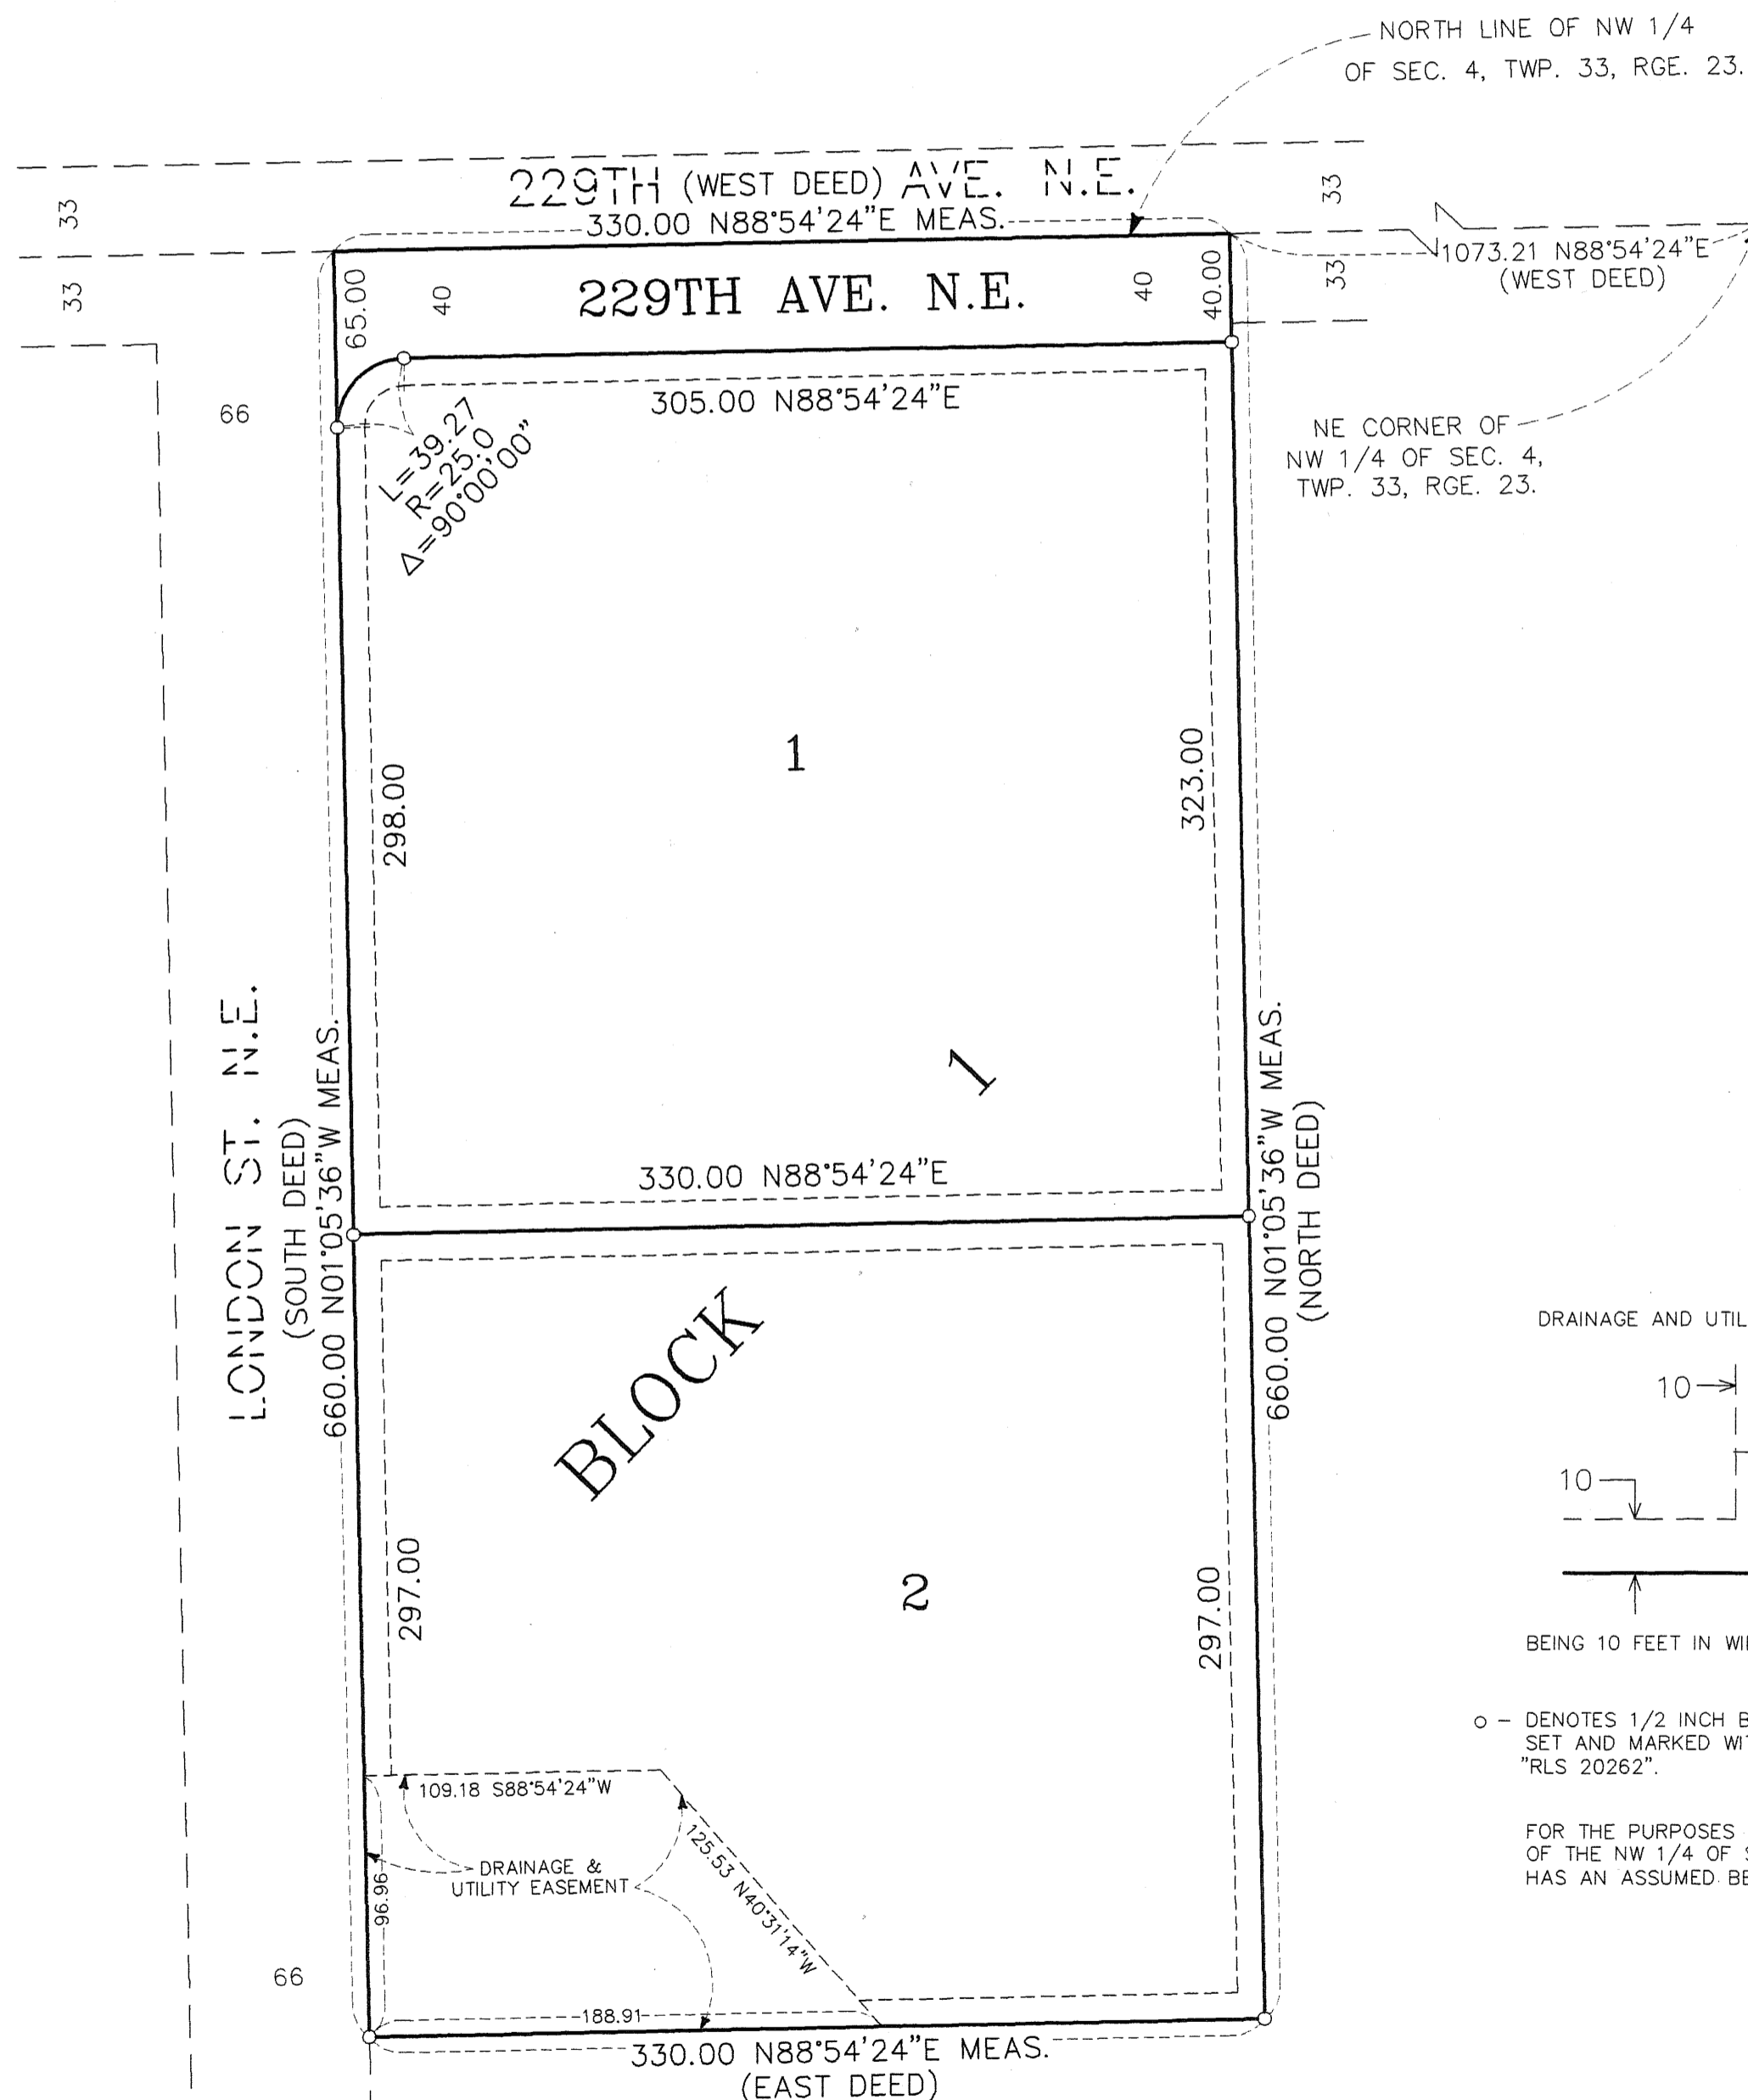 NORTH LINE OF NW 1/4
OF SEC. 4, TWP. 33, RGE. 23.
229TH (WEST DEED) AVE. N.E.
330.00 N88°54'24"E MEAS.
33
33
33
33
1073.21 N88°54'24"E
(WEST DEED)
65.00
40
229TH AVE. N.E.
40
40.00
66
305.00 N88°54'24"E
L=39.27
R=25.0
Δ=90°00'00"
NE CORNER OF
NW 1/4 OF SEC. 4,
TWP. 33, RGE. 23.
1
298.00
323.00
LONDON ST. N.E.
(SOUTH DEED)
660.00 N01°05'36"W MEAS.
1
330.00 N88°54'24"E
660.00 N01°05'36"W MEAS.
(NORTH DEED)
BLOCK
DRAINAGE AND UTIL
10
10
297.00
2
297.00
BEING 10 FEET IN WI
o – DENOTES 1/2 INCH B
SET AND MARKED WIT
"RLS 20262".
109.18 S88°54'24"W
125.53 N40°31'14"W
DRAINAGE &
UTILITY EASEMENT
96.96
FOR THE PURPOSES
OF THE NW 1/4 OF S
HAS AN ASSUMED BE
66
188.91
330.00 N88°54'24"E MEAS.
(EAST DEED)